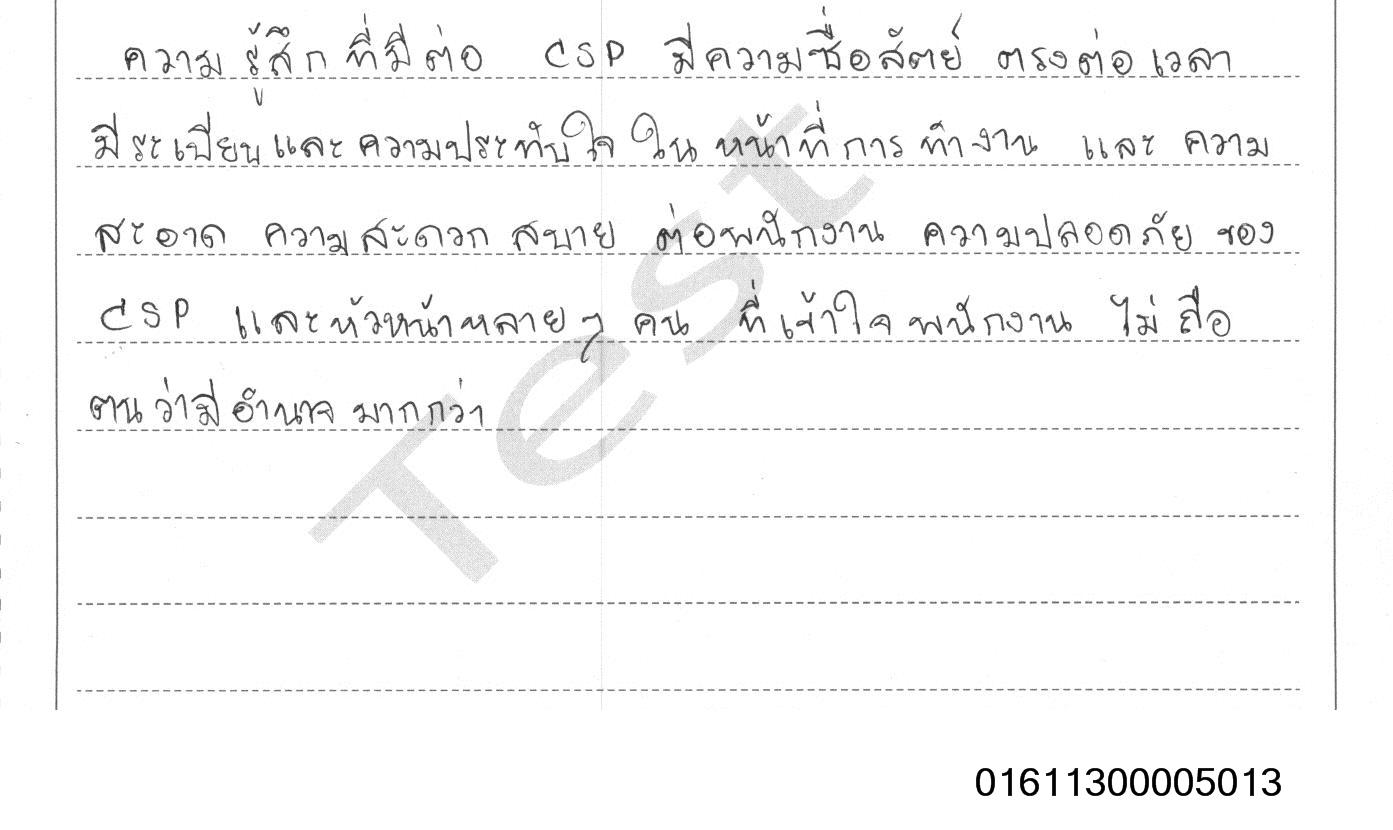 ความรู้สึกที่มีต่อ CSP มีความซื่อสัตย์ ตรงต่อเวลา
มีระเบียบและความประทับใจ ใน หน้าที่การทำงาน และ ความ
สะอาด ความสะดวก สบาย ต่อพนักงาน ความปลอดภัย ของ
CSP และหัวหน้าหลายๆ คน ที่เข้าใจพนักงาน ไม่ถือ
ตนว่ามีอำนาจมากกว่า
Test
01611300005013